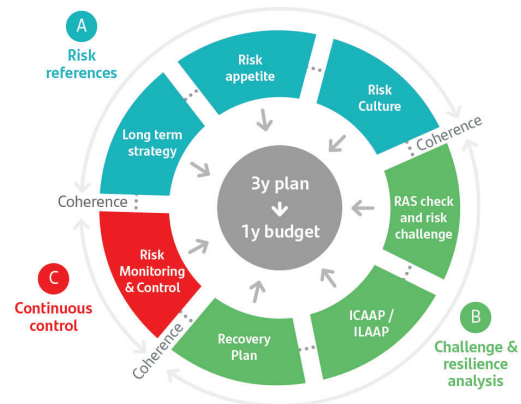 A
Risk
references
Risk
appetite
Risk
Culture
Long term
strategy
Coherence
Coherence
3y plan
1y budget
RAS check
and risk
challenge
Risk
Monitoring
& Control
C
Continuous
control
Coherence
Recovery
Plan
ICAAP /
ILAAP
B
Challenge &
resilience
analysis